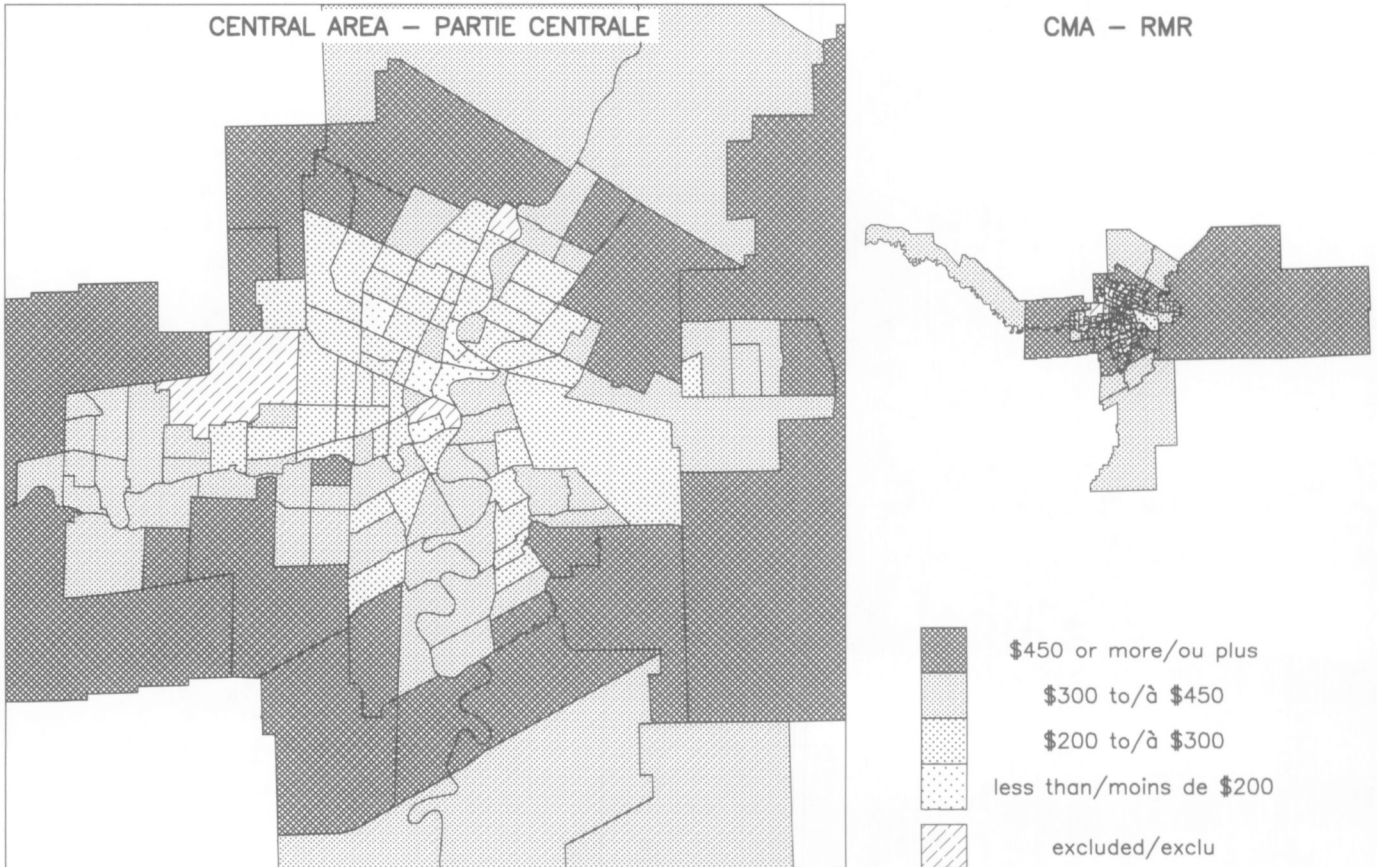 CENTRAL AREA – PARTIE CENTRALE
CMA – RMR
$450 or more/ou plus
$300 to/à $450
$200 to/à $300
less than/moins de $200
excluded/exclu